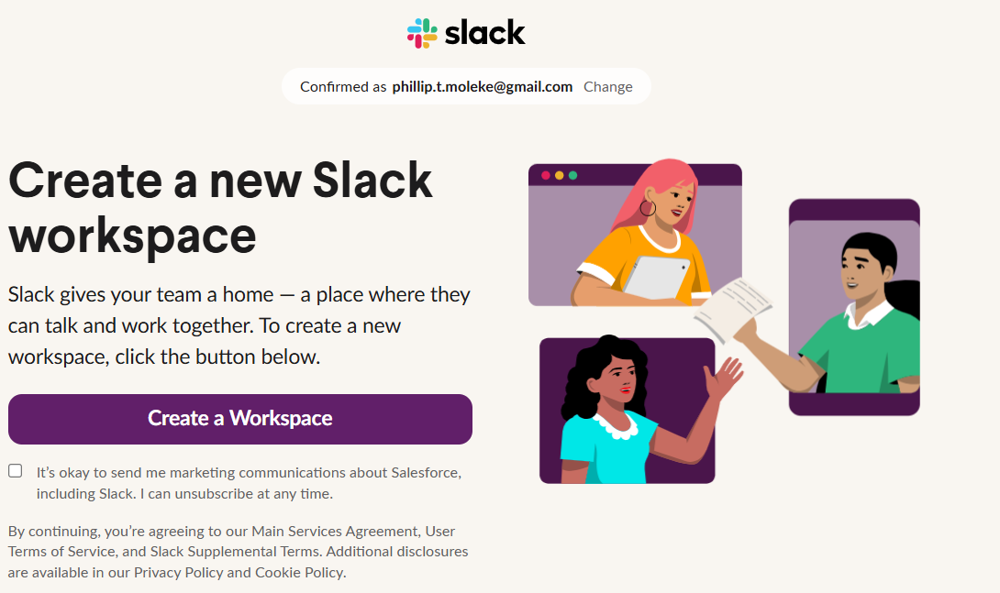 slack
Confirmed as phillip.t.moleke@gmail.com Change
Create a new Slack
workspace
Slack gives your team a home — a place where they
can talk and work together. To create a new
workspace, click the button below.
Create a Workspace
It's okay to send me marketing communications about Salesforce,
including Slack. I can unsubscribe at any time.
By continuing, you're agreeing to our Main Services Agreement, User
Terms of Service, and Slack Supplemental Terms. Additional disclosures
are available in our Privacy Policy and Cookie Policy.